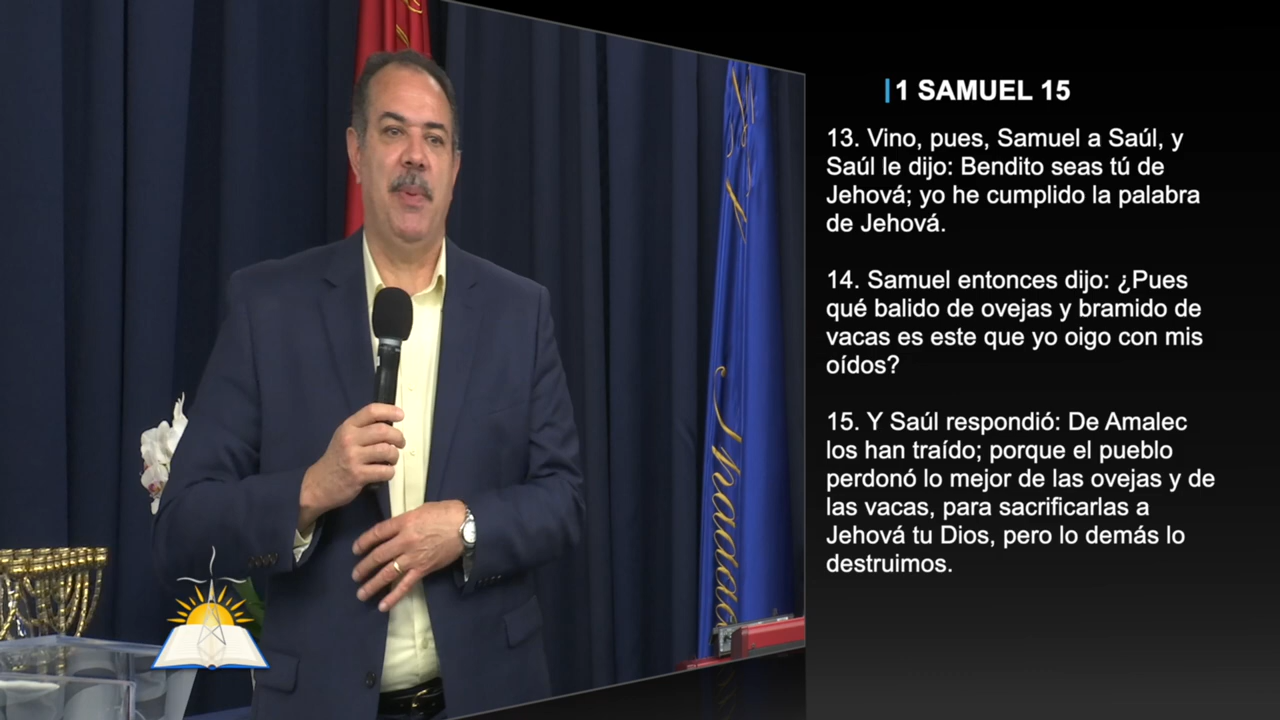 1 SAMUEL 15
13. Vino, pues, Samuel a Saúl, y
Saúl le dijo: Bendito seas tú de
Jehová; yo he cumplido la palabra
de Jehová.
14. Samuel entonces dijo: ¿Pues
qué balido de ovejas y bramido de
vacas es este que yo oigo con mis
oídos?
15. Y Saúl respondió: De Amalec
los han traído; porque el pueblo
perdonó lo mejor de las ovejas y de
las vacas, para sacrificarlas a
Jehová tu Dios, pero lo demás lo
destruimos.